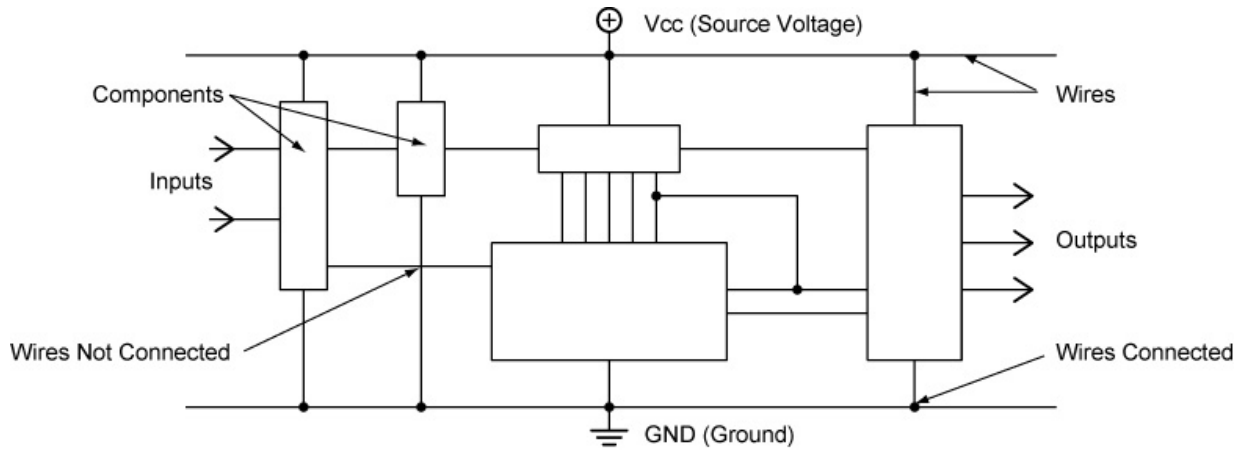 Vcc (Source Voltage)
Components
Wires
Inputs
Outputs
Wires Not Connected
Wires Connected
GND (Ground)